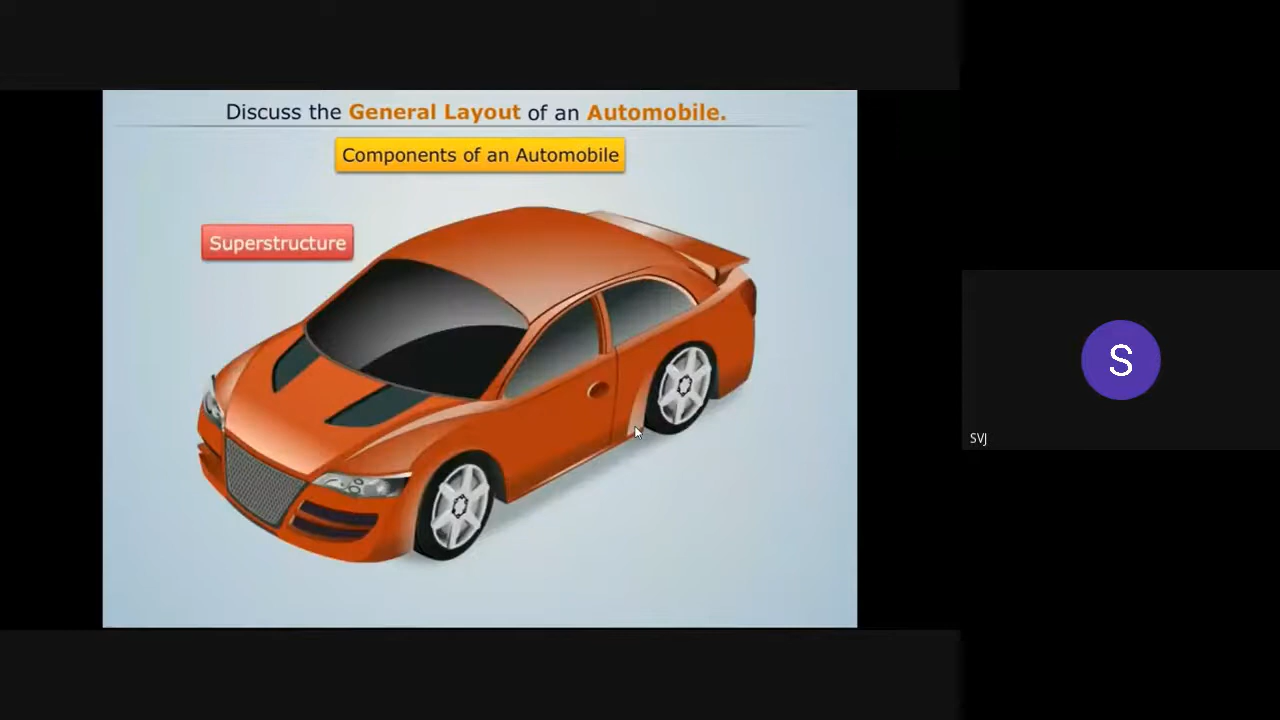 Discuss the General Layout of an Automobile.
Components of an Automobile
Superstructure
S
SVJ